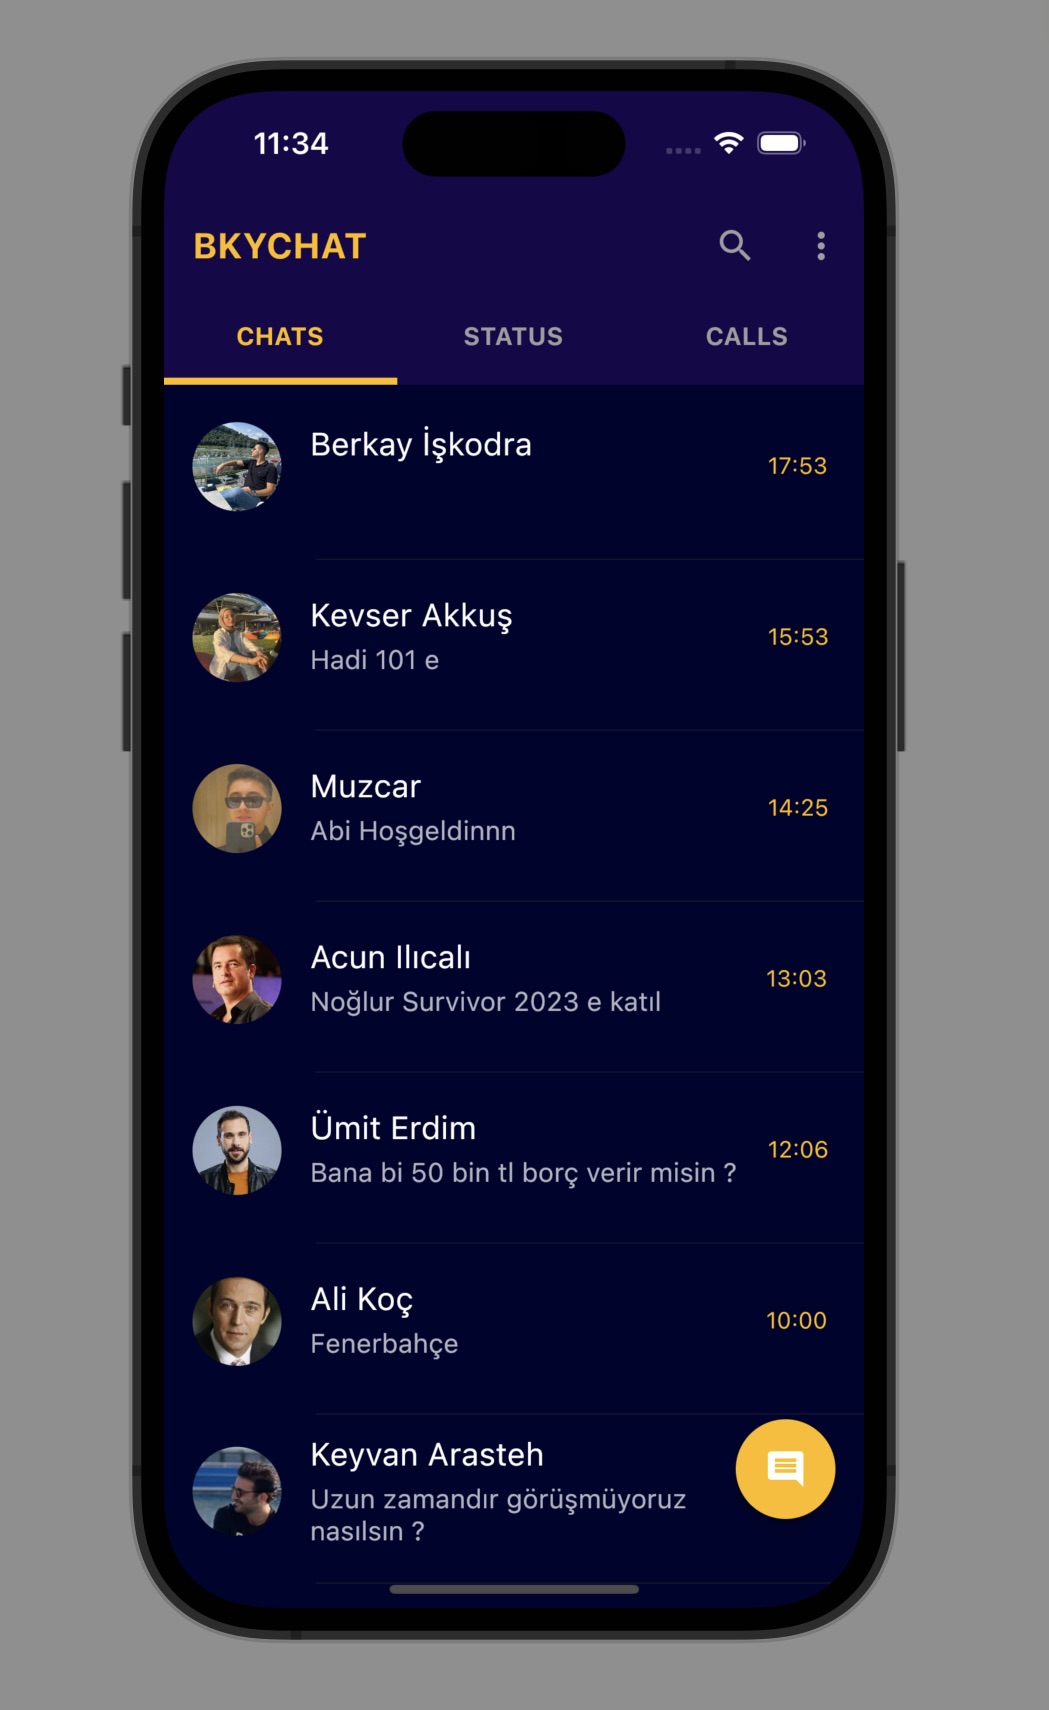 11:34
BKYCHAT
CHATS STATUS CALLS
Berkay İşkodra
17:53
Kevser Akkuş
15:53
Hadi 101 e
Muzcar
14:25
Abi Hoşgeldinnn
Acun Ilıcalı
13:03
Noğlur Survivor 2023 e katıl
Ümit Erdim
12:06
Bana bi 50 bin tl borç verir misin ?
Ali Koç
10:00
Fenerbahçe
Keyvan Arasteh
Uzun zamandır görüşmüyoruz
nasılsın ?